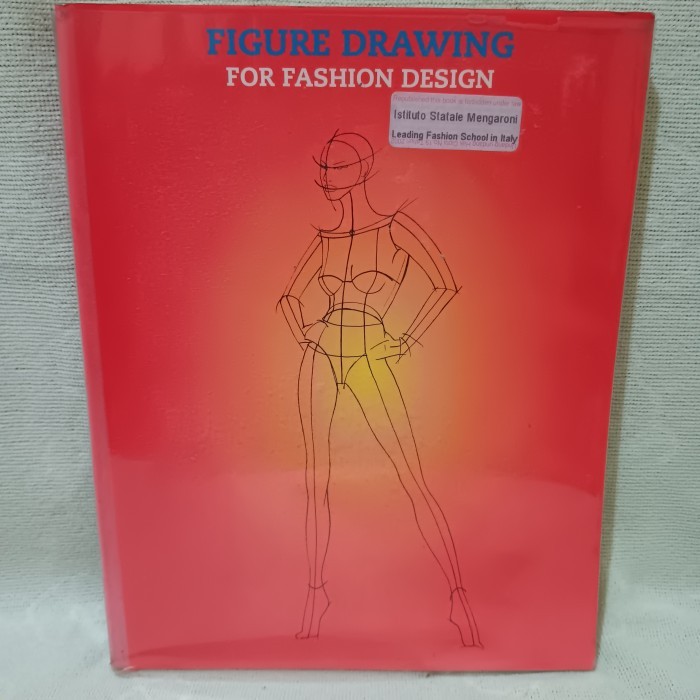 FIGURE DRAWING
FOR FASHION DESIGN
Istituto Statale Mengaroni
Leading Fashion School in Italy